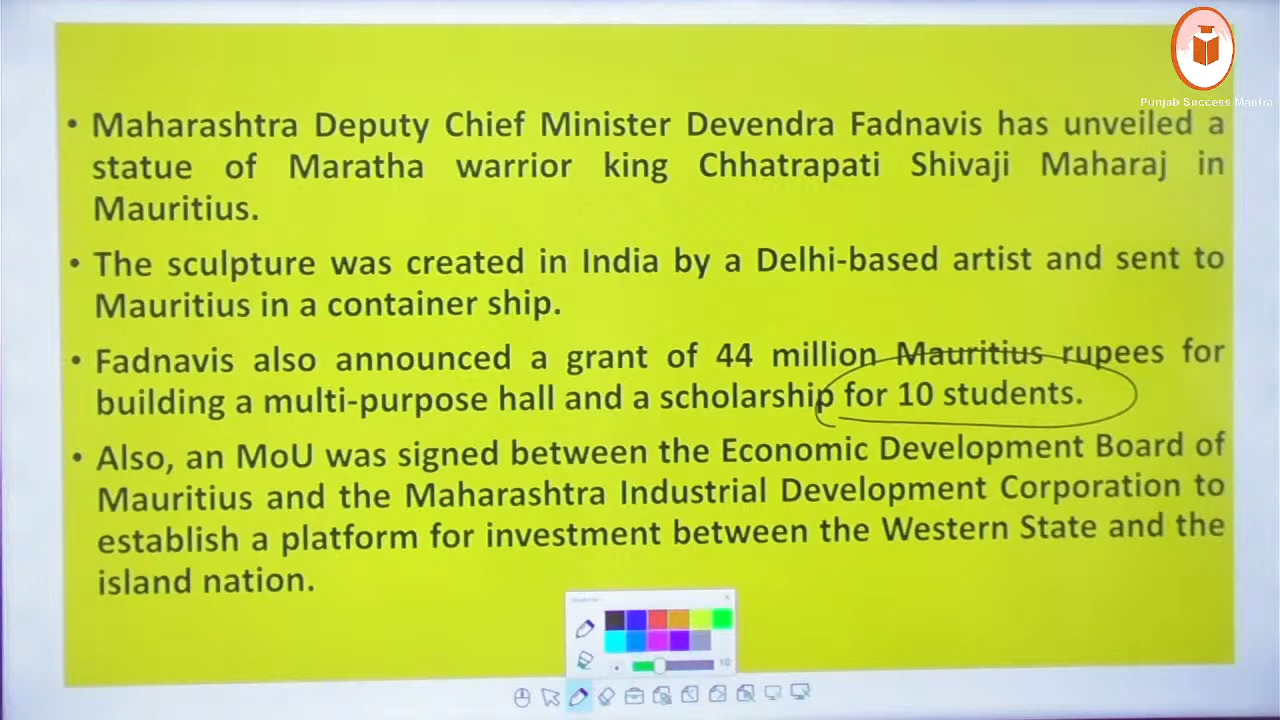 Punjab Success Mantra
• Maharashtra Deputy Chief Minister Devendra Fadnavis has unveiled a
statue of Maratha warrior king Chhatrapati Shivaji Maharaj in
Mauritius.
• The sculpture was created in India by a Delhi-based artist and sent to
Mauritius in a container ship.
• Fadnavis also announced a grant of 44 million Mauritius rupees for
building a multi-purpose hall and a scholarship for 10 students.
• Also, an MoU was signed between the Economic Development Board of
Mauritius and the Maharashtra Industrial Development Corporation to
establish a platform for investment between the Western State and the
island nation.
10